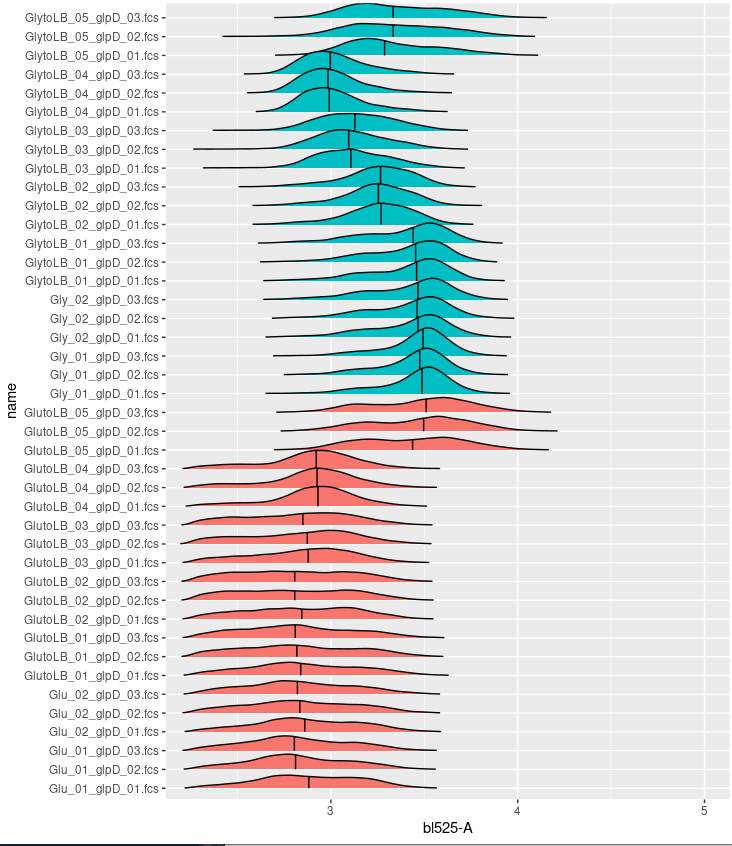 GlytoLB_05_glpD_03.fcs
GlytoLB_05_glpD_02.fcs
GlytoLB_05_glpD_01.fcs
GlytoLB_04_glpD_03.fcs
GlytoLB_04_glpD_02.fcs
GlytoLB_04_glpD_01.fcs
GlytoLB_03_glpD_03.fcs
GlytoLB_03_glpD_02.fcs
GlytoLB_03_glpD_01.fcs
GlytoLB_02_glpD_03.fcs
GlytoLB_02_glpD_02.fcs
GlytoLB_02_glpD_01.fcs
GlytoLB_01_glpD_03.fcs
GlytoLB_01_glpD_02.fcs
GlytoLB_01_glpD_01.fcs
Gly_02_glpD_03.fcs
Gly_02_glpD_02.fcs
Gly_02_glpD_01.fcs
Gly_01_glpD_03.fcs
Gly_01_glpD_02.fcs
Gly_01_glpD_01.fcs
GlutoLB_05_glpD_03.fcs
GlutoLB_05_glpD_02.fcs
GlutoLB_05_glpD_01.fcs
GlutoLB_04_glpD_03.fcs
GlutoLB_04_glpD_02.fcs
GlutoLB_04_glpD_01.fcs
GlutoLB_03_glpD_03.fcs
GlutoLB_03_glpD_02.fcs
GlutoLB_03_glpD_01.fcs
GlutoLB_02_glpD_03.fcs
GlutoLB_02_glpD_02.fcs
GlutoLB_02_glpD_01.fcs
GlutoLB_01_glpD_03.fcs
GlutoLB_01_glpD_02.fcs
GlutoLB_01_glpD_01.fcs
Glu_02_glpD_03.fcs
Glu_02_glpD_02.fcs
Glu_02_glpD_01.fcs
Glu_01_glpD_03.fcs
Glu_01_glpD_02.fcs
Glu_01_glpD_01.fcs
name
3 4 5
bl525-A